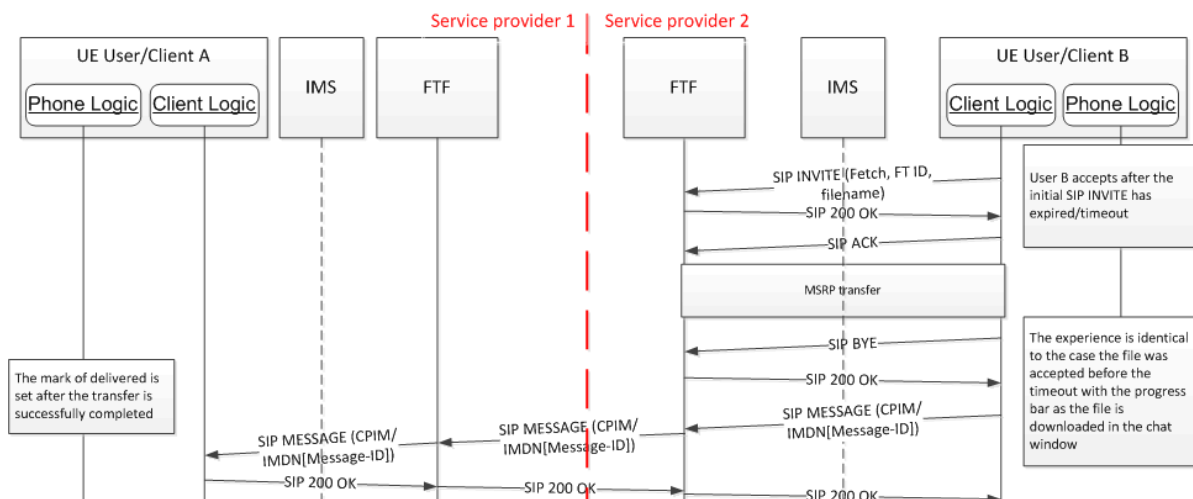 Service provider 1
Service provider 2
UE User/Client A
Phone Logic
Client Logic
IMS
FTF
FTF
IMS
UE User/Client B
Client Logic
Phone Logic
SIP INVITE (Fetch, FT ID,
filename)
SIP 200 OK
SIP ACK
MSRP transfer
SIP BYE
SIP 200 OK
User B accepts after the
initial SIP INVITE has
expired/timeout
The experience is identical
to the case the file was
accepted before the
timeout with the progress
bar as the file is
downloaded in the chat
window
The mark of delivered is
set after the transfer is
successfully completed
SIP MESSAGE (CPIM/
IMDN[Message-ID])
SIP MESSAGE (CPIM/
IMDN[Message-ID])
SIP MESSAGE (CPIM/
IMDN[Message-ID])
SIP 200 OK
SIP 200 OK
SIP 200 OK